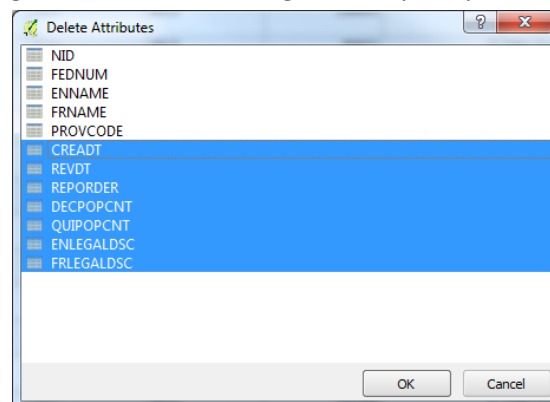 Delete Attributes
NID
FEDNUM
ENNAME
FRNAME
PROVCODE
CREADT
REVDT
REPORDER
DECPOPCNT
QUIPOPCNT
ENLEGALDSC
FRLEGALDSC
OK Cancel